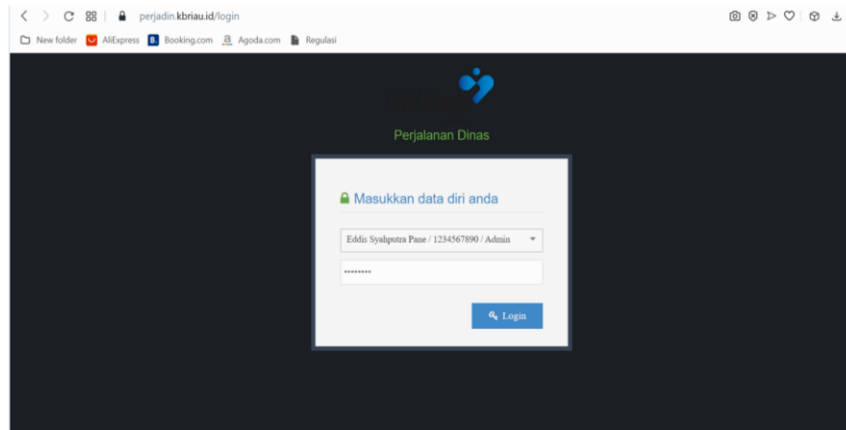 perjadin.kbriau.id/login
New folder AliExpress B. Booking.com a Agoda.com Regulasi
Perjalanan Dinas
Masukkan data diri anda
Eddis Syahputra Pane / 1234567890 / Admin
••••••••
Login